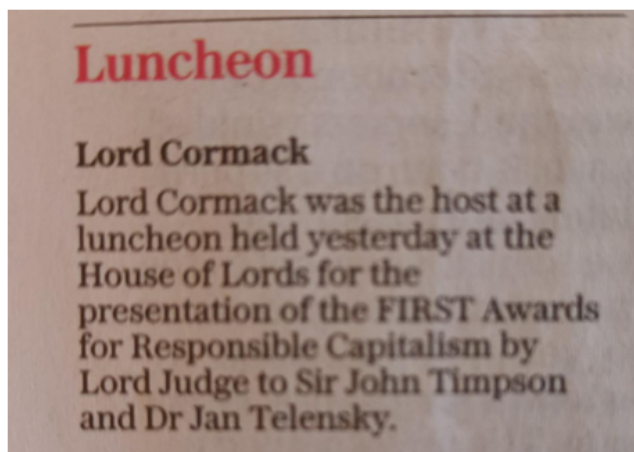 Luncheon
Lord Cormack
Lord Cormack was the host at a
luncheon held yesterday at the
House of Lords for the
presentation of the FIRST Awards
for Responsible Capitalism by
Lord Judge to Sir John Timpson
and Dr Jan Telensky.